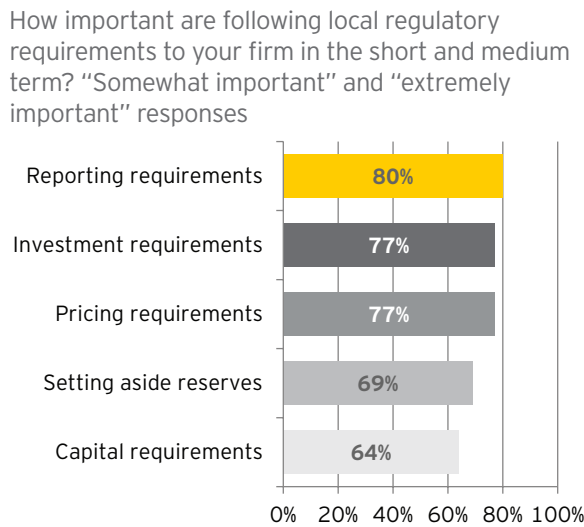 How important are following local regulatory
requirements to your firm in the short and medium
term? “Somewhat important” and “extremely
important” responses
Reporting requirements 80%
Investment requirements 77%
Pricing requirements 77%
Setting aside reserves 69%
Capital requirements 64%
0% 20% 40% 60% 80% 100%